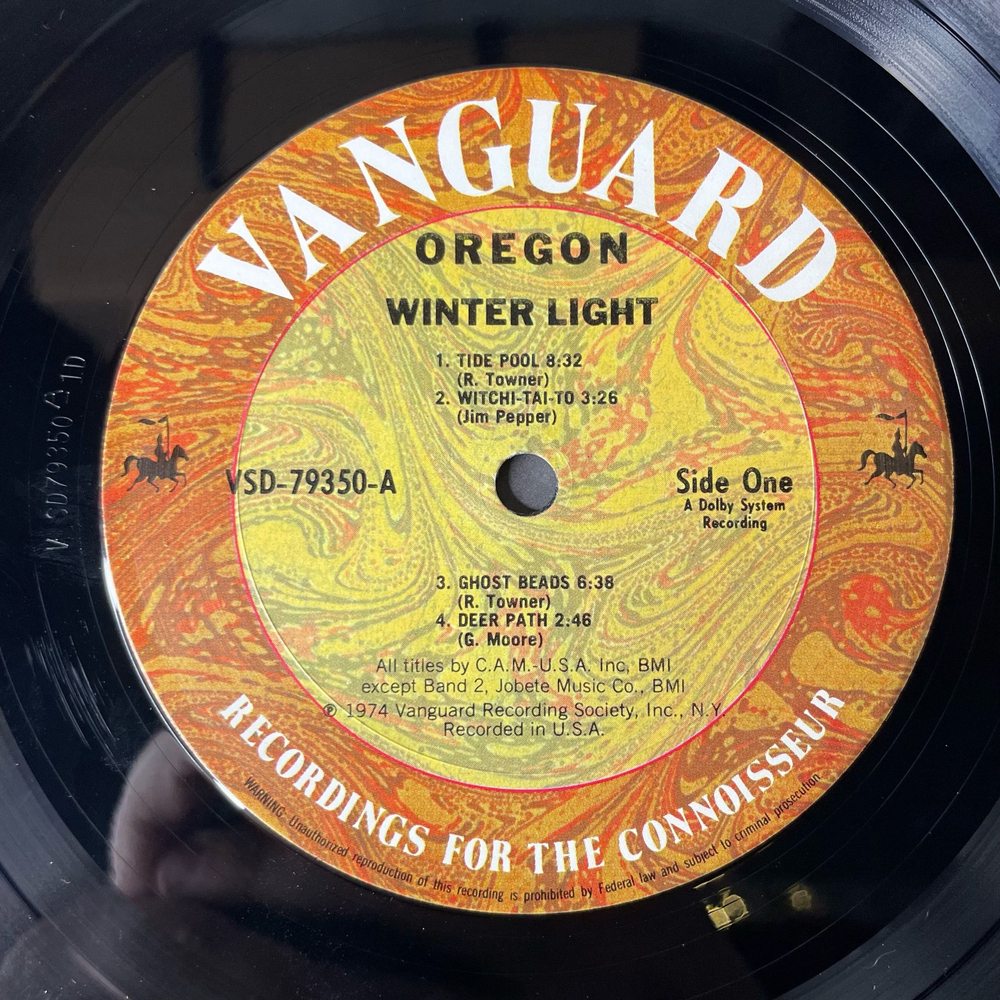 VANGUARD
OREGON
WINTER LIGHT
1. TIDE POOL 8:32
(R. Towner)
2. WITCHI-TAI-TO 3:26
(Jim Pepper)
VSD-79350-A
Side One
A Dolby System
Recording
3. GHOST BEADS 6:38
(R. Towner)
4. DEER PATH 2:46
(G. Moore)
All titles by C.A.M.-U.S.A. Inc, BMI
except Band 2, Jobete Music Co., BMI
℗ 1974 Vanguard Recording Society, Inc., N.Y.
Recorded in U.S.A.
RECORDINGS FOR THE CONNOISSEUR
WARNING: Unauthorized reproduction of this recording is prohibited by Federal law and subject to criminal prosecution